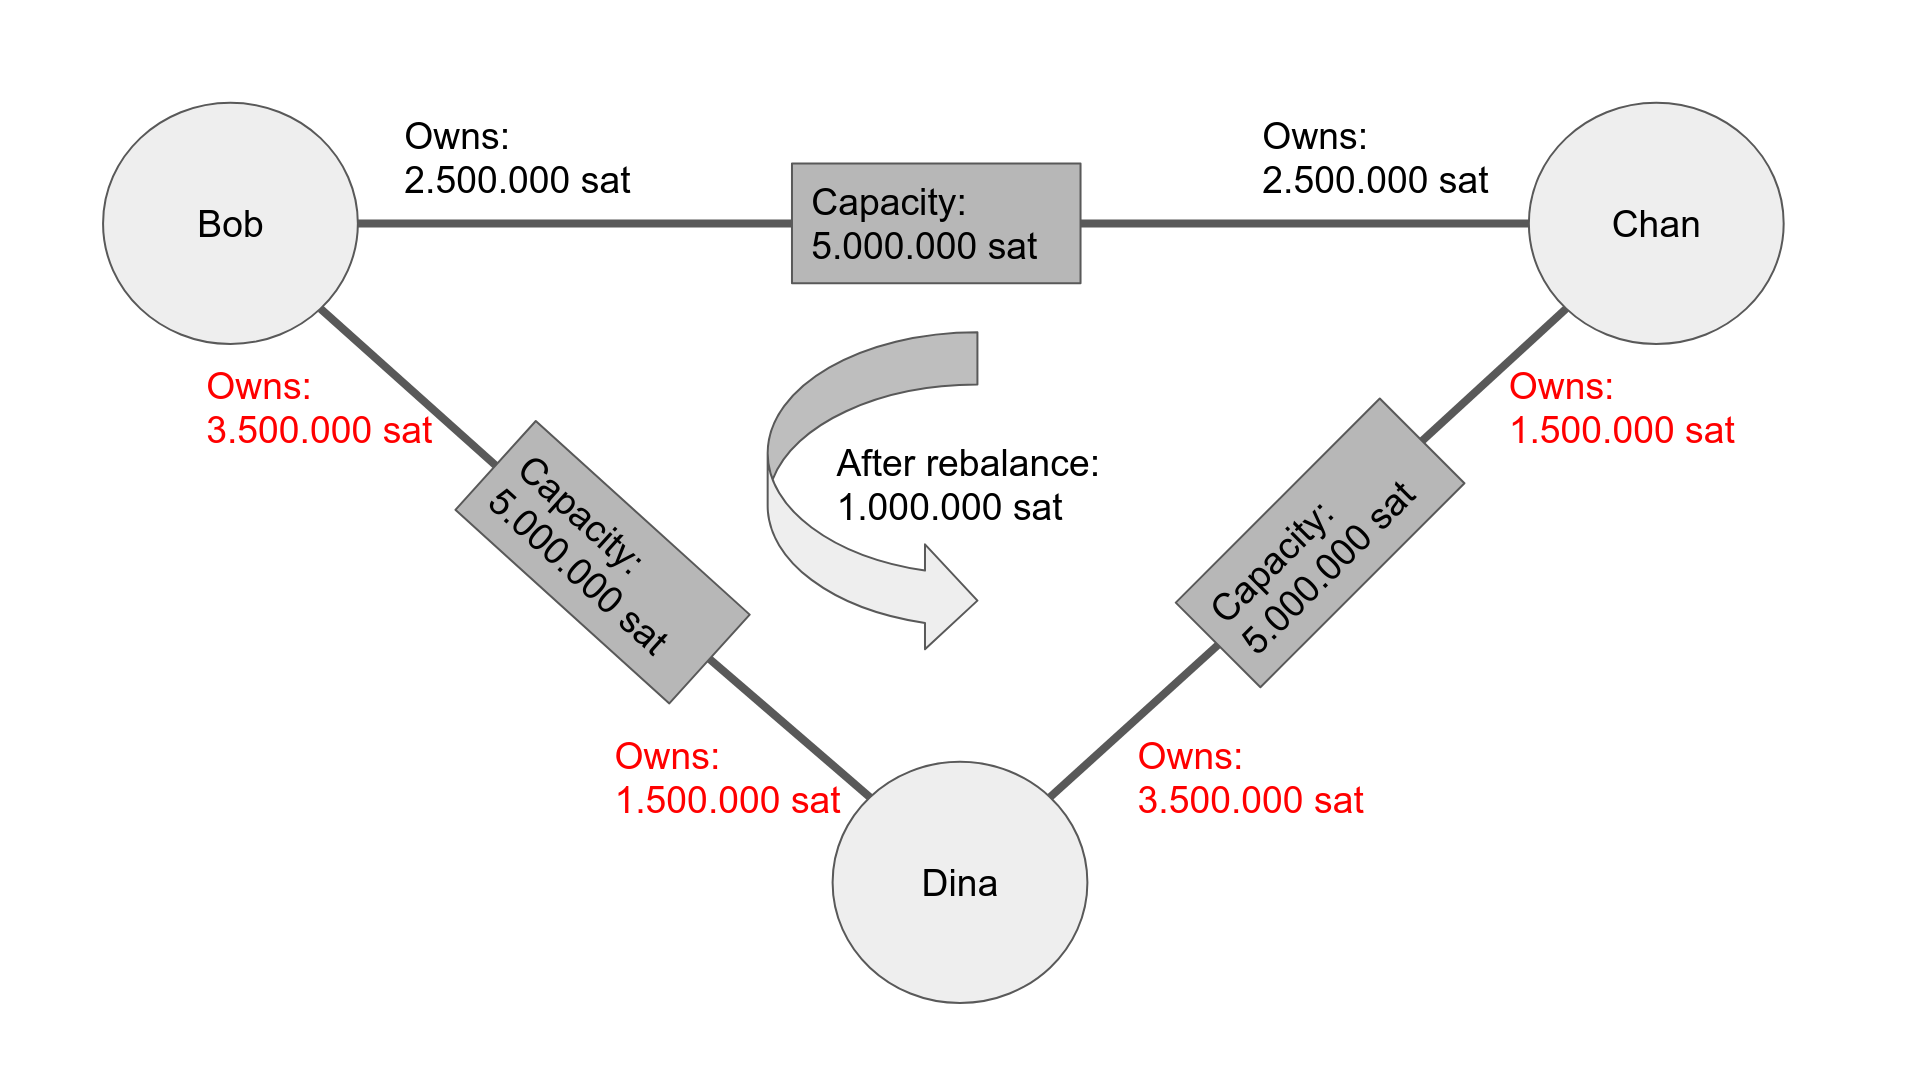 Owns:
2.500.000 sat
Owns:
2.500.000 sat
Capacity:
5.000.000 sat
Bob
Chan
Owns:
3.500.000 sat
Owns:
1.500.000 sat
After rebalance:
1.000.000 sat
Capacity:
5.000.000 sat
Capacity:
5.000.000 sat
Owns:
1.500.000 sat
Owns:
3.500.000 sat
Dina